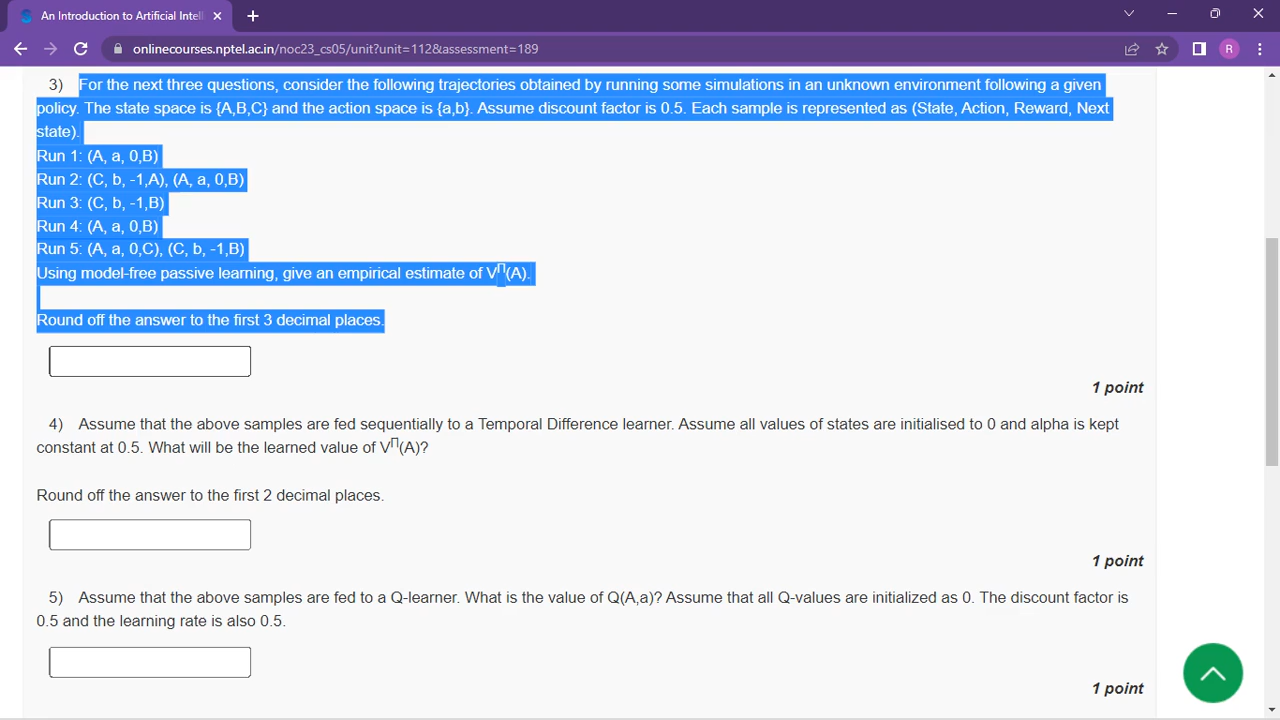 An Introduction to Artificial Intelli
onlinecourses.nptel.ac.in/noc23_cs05/unit?unit=112&assessment=189
R
3) For the next three questions, consider the following trajectories obtained by running some simulations in an unknown environment following a given
policy. The state space is {A,B,C} and the action space is {a,b}. Assume discount factor is 0.5. Each sample is represented as (State, Action, Reward, Next
state).
Run 1: (A, a, 0,B)
Run 2: (C, b, -1,A), (A, a, 0,B)
Run 3: (C, b, -1,B)
Run 4: (A, a, 0,B)
Run 5: (A, a, 0,C), (C, b, -1,B)
Using model-free passive learning, give an empirical estimate of V^Π(A).
Round off the answer to the first 3 decimal places.
1 point
4) Assume that the above samples are fed sequentially to a Temporal Difference learner. Assume all values of states are initialised to 0 and alpha is kept
constant at 0.5. What will be the learned value of V^Π(A)?
Round off the answer to the first 2 decimal places.
1 point
5) Assume that the above samples are fed to a Q-learner. What is the value of Q(A,a)? Assume that all Q-values are initialized as 0. The discount factor is
0.5 and the learning rate is also 0.5.
1 point